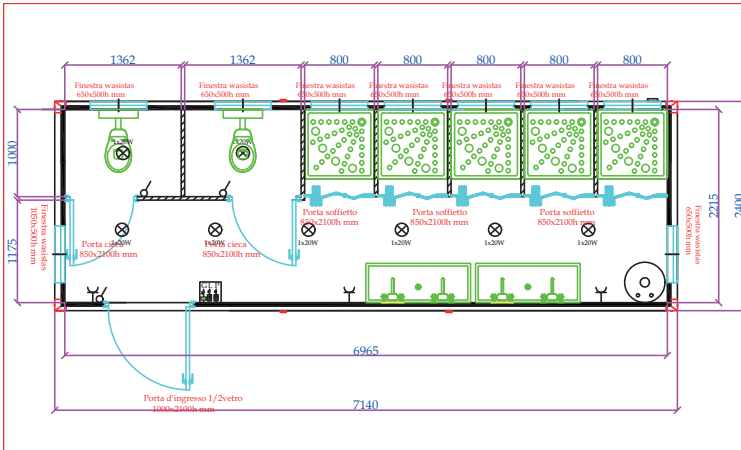 1362
1362
800
800
800
800
800
Finestra wasistas
650x500h mm
Finestra wasistas
650x500h mm
Finestra wasistas
650x500h mm
Finestra wasistas
650x500h mm
Finestra wasistas
650x500h mm
Finestra wasistas
650x500h mm
Finestra wasistas
650x500h mm
1x20W
1x20W
1000
1175
Finestra wasistas
1050x500h mm
Porta cieca
850x2100h mm
Porta cieca
850x2100h mm
Porta soffietto
850x2100h mm
Porta soffietto
850x2100h mm
Porta soffietto
850x2100h mm
1x20W
1x20W
1x20W
1x20W
1x20W
1x20W
Finestra wasistas
650x500h mm
2215
2400
6965
Porta d'ingresso 1/2vetro
1000x2100h mm
7140